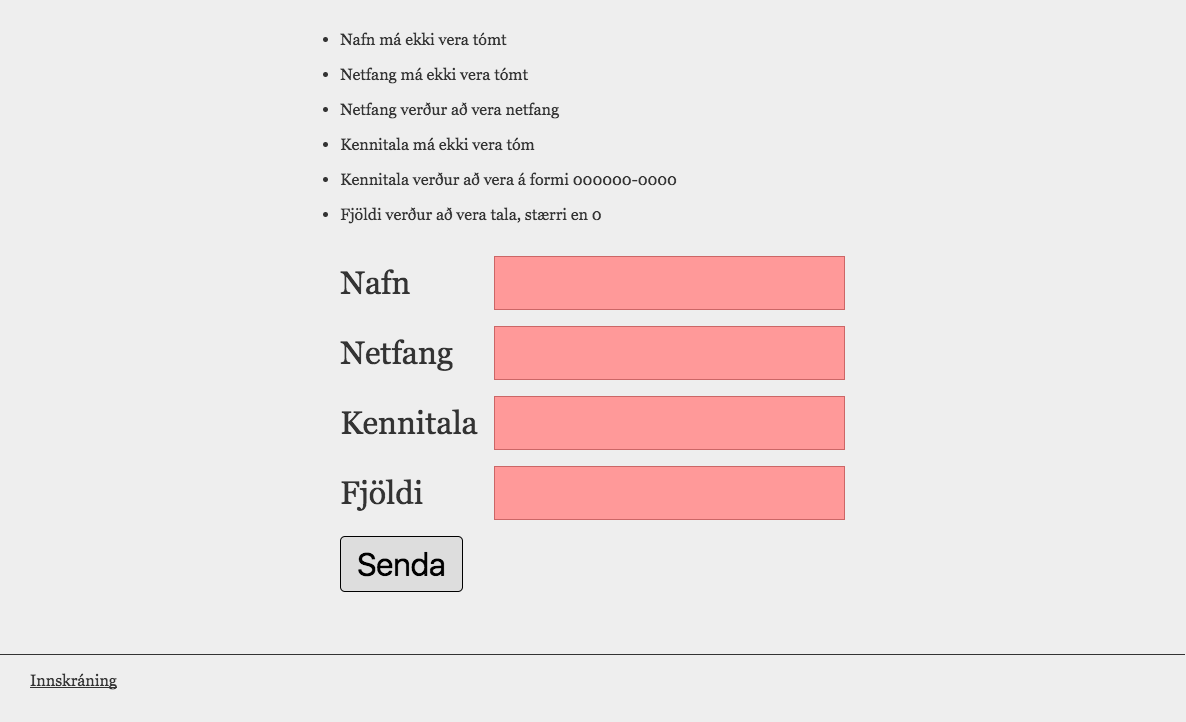 Nafn má ekki vera tómt
Netfang má ekki vera tómt
Netfang verður að vera netfang
Kennitala má ekki vera tóm
Kennitala verður að vera á formi 000000-0000
Fjöldi verður að vera tala, stærri en 0
Nafn
Netfang
Kennitala
Fjöldi
Senda
Innskráning